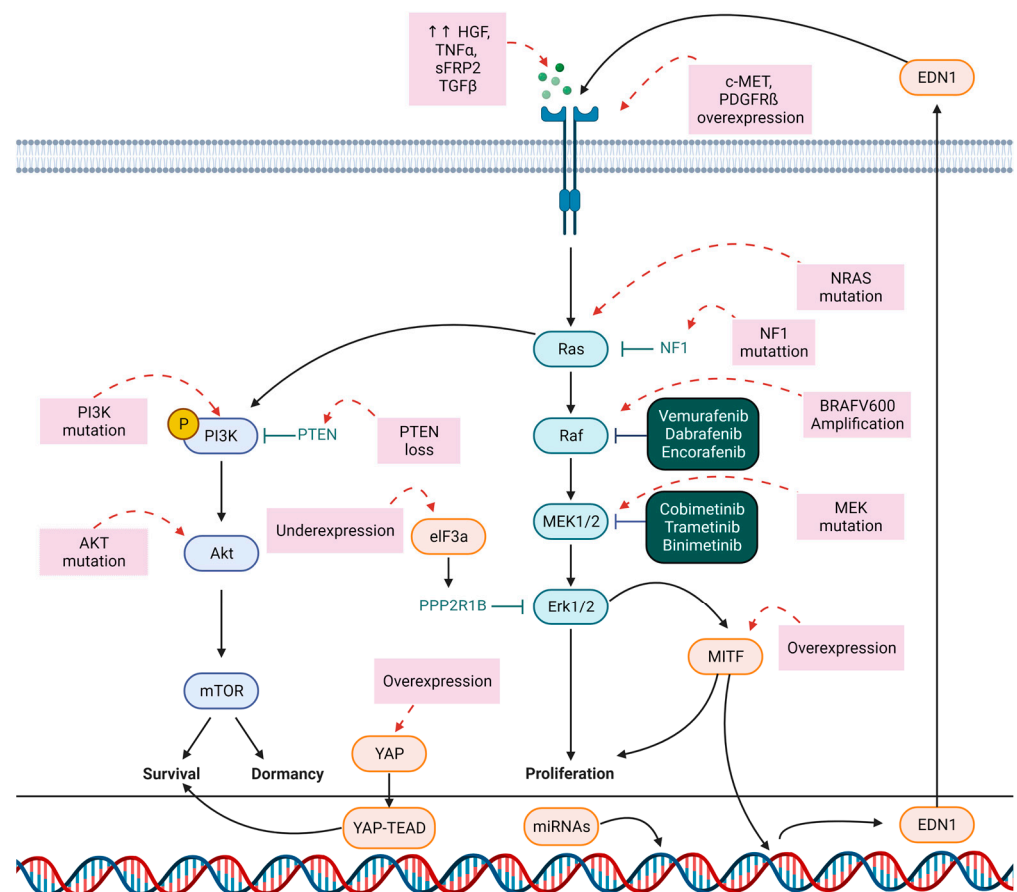 ↑↑ HGF,
TNFα,
sFRP2
TGFβ
c-MET,
PDGFRß
overexpression
EDN1
NRAS
mutation
Ras
NF1
NF1
mutattion
PI3K
mutation
P
PI3K
PTEN
PTEN
loss
Raf
Vemurafenib
Dabrafenib
Encorafenib
BRAFV600
Amplification
AKT
mutation
Akt
Underexpression
eIF3a
MEK1/2
Cobimetinib
Trametinib
Binimetinib
MEK
mutation
PPP2R1B
Erk1/2
MITF
Overexpression
mTOR
Overexpression
YAP
Survival
Dormancy
Proliferation
YAP-TEAD
miRNAs
EDN1